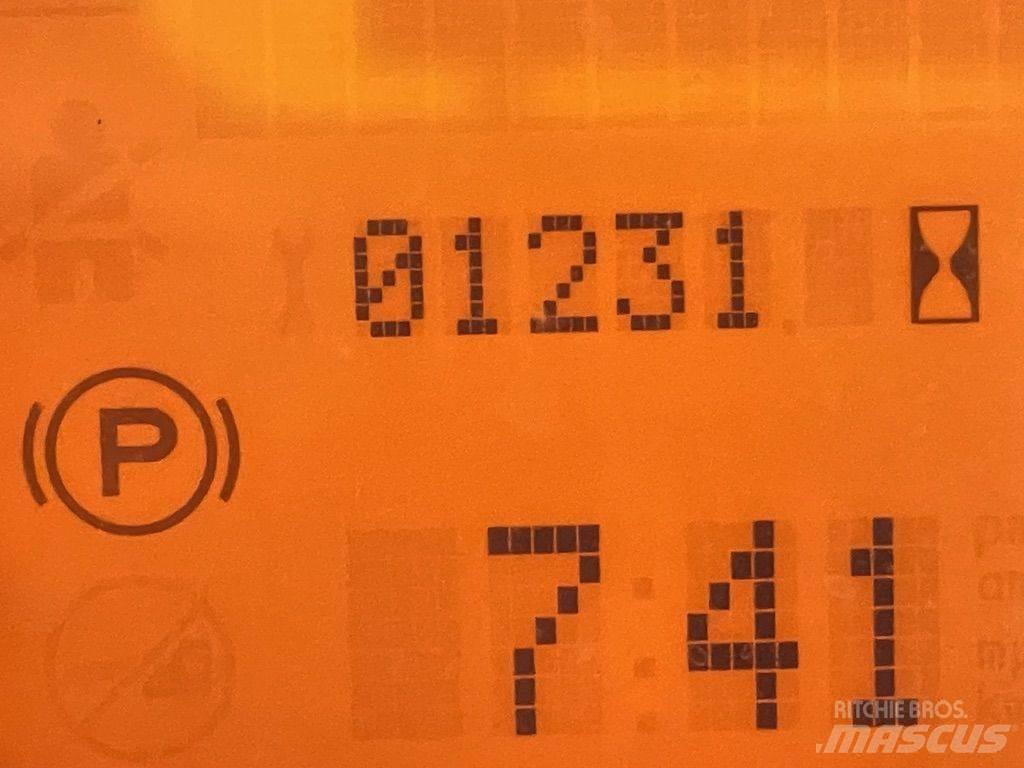 01231
P
7 41
RITCHIE BROS.
MASCUS